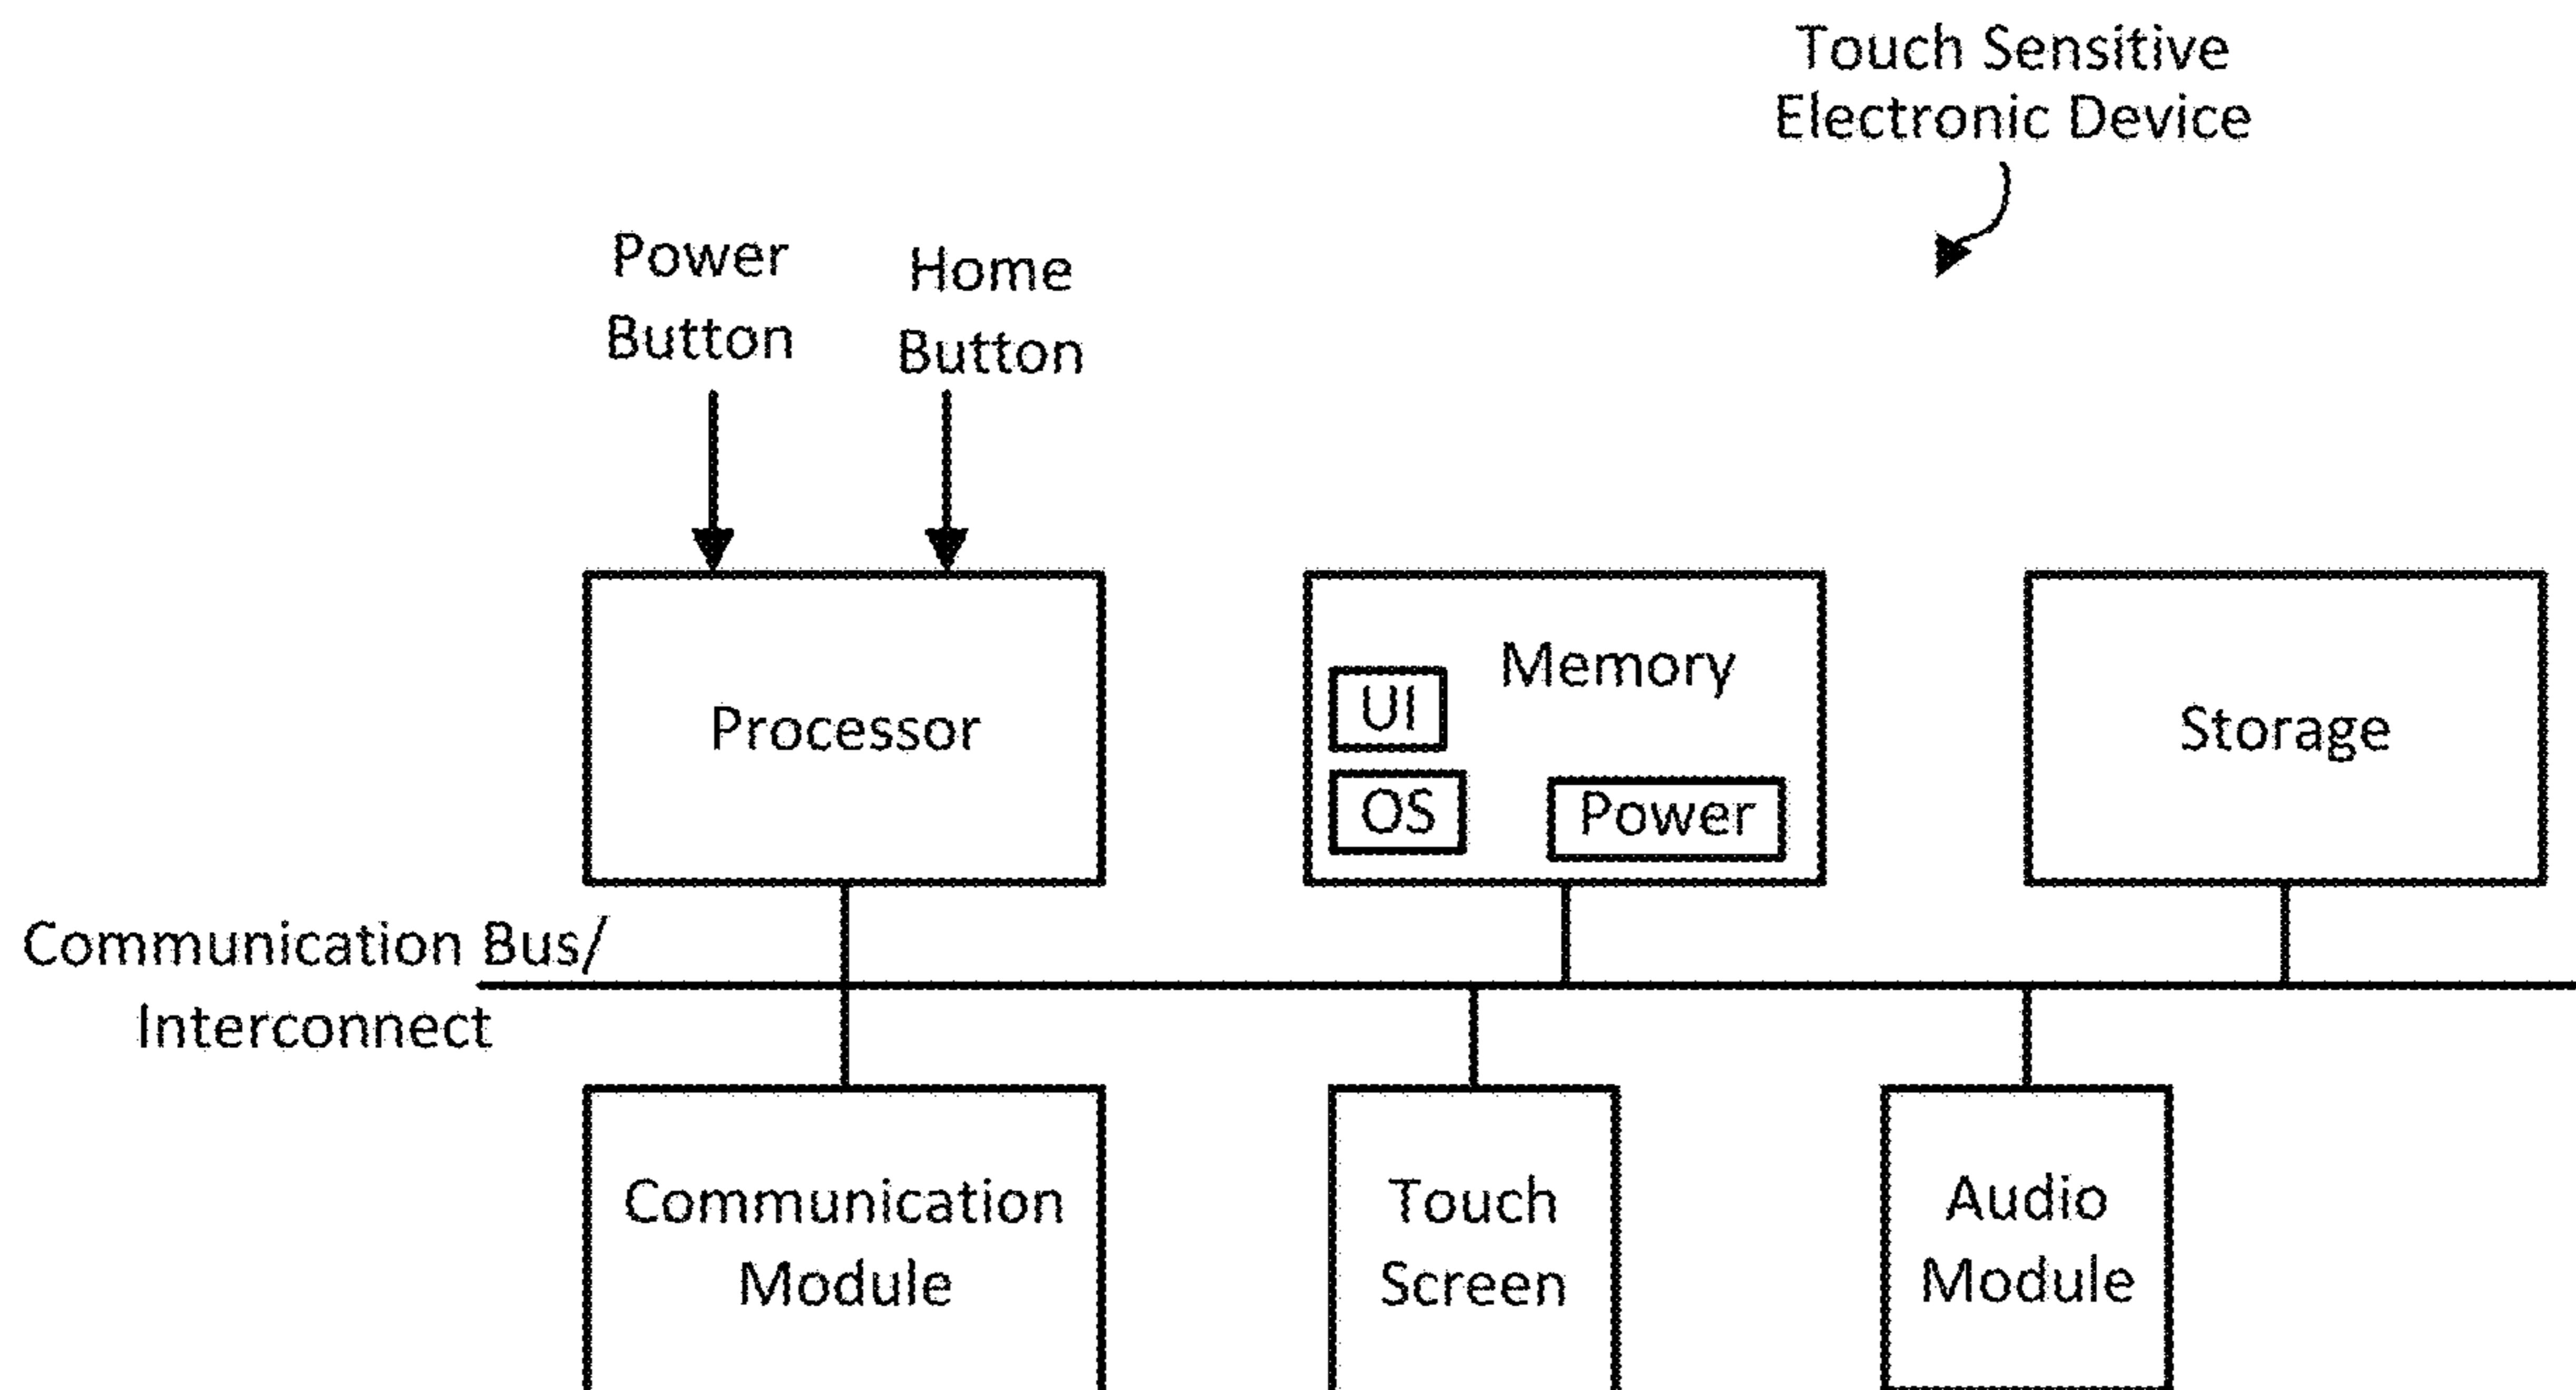 Touch Sensitive
Electronic Device
Power
Button
Home
Button
Processor
Memory
UI
OS
Power
Storage
Communication Bus/
Interconnect
Communication
Module
Touch
Screen
Audio
Module